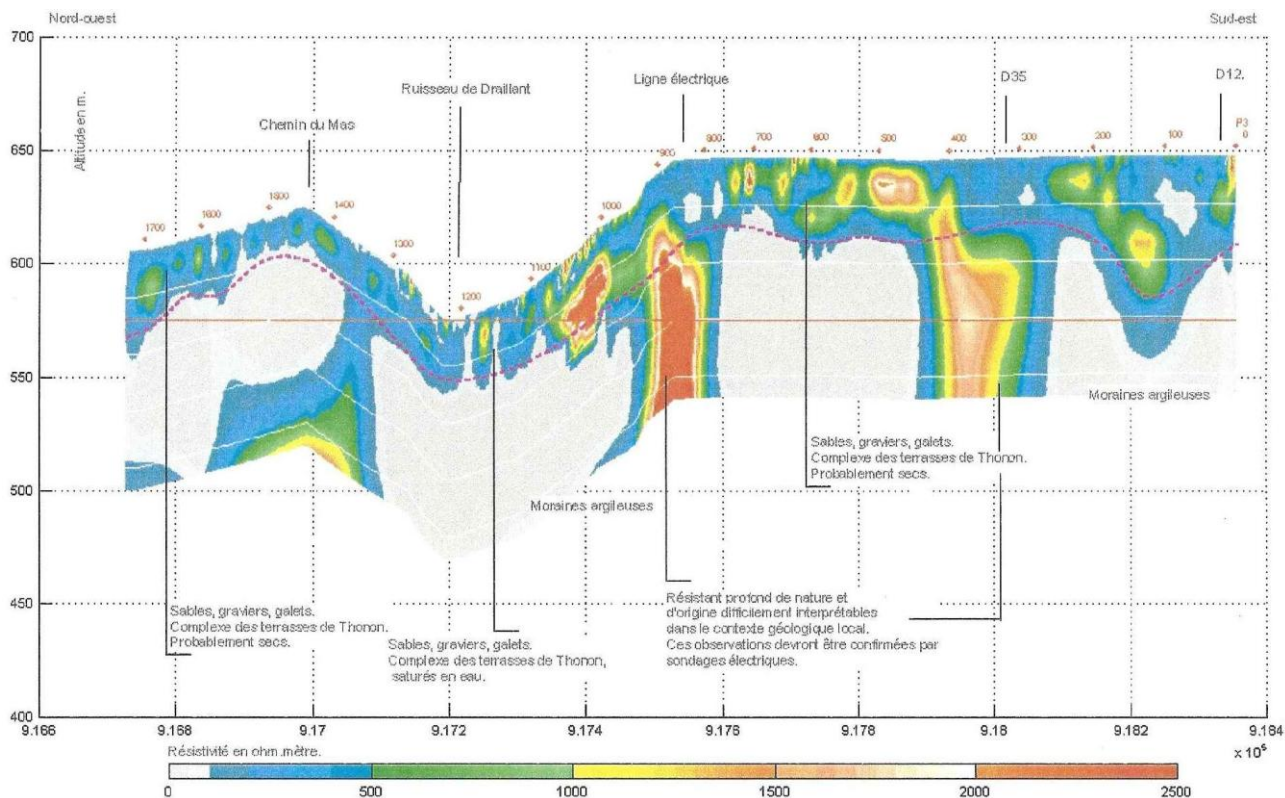 Nord-ouest
Sud-est
700
650
600
550
500
450
400
Altitude en m.
Chemin du Mas
Ruisseau de Draillant
Ligne électrique
D35
D12.
P3
1700
1600
1500
1400
1300
1200
1100
1000
900
800
700
600
500
400
300
200
100
0
Moraines argileuses
Moraines argileuses
Sables, graviers, galets.
Complexe des terrasses de Thonon.
Probablement secs.
Sables, graviers, galets.
Complexe des terrasses de Thonon,
saturés en eau.
Résistant profond de nature et
d'origine difficilement interprétables
dans le contexte géologique local.
Ces observations devront être confirmées par
sondages électriques.
Sables, graviers, galets.
Complexe des terrasses de Thonon.
Probablement secs.
9.166
9.168
9.17
9.172
9.174
9.176
9.178
9.18
9.182
9.184
x 10⁵
Résistivité en ohm.mètre.
0
500
1000
1500
2000
2500